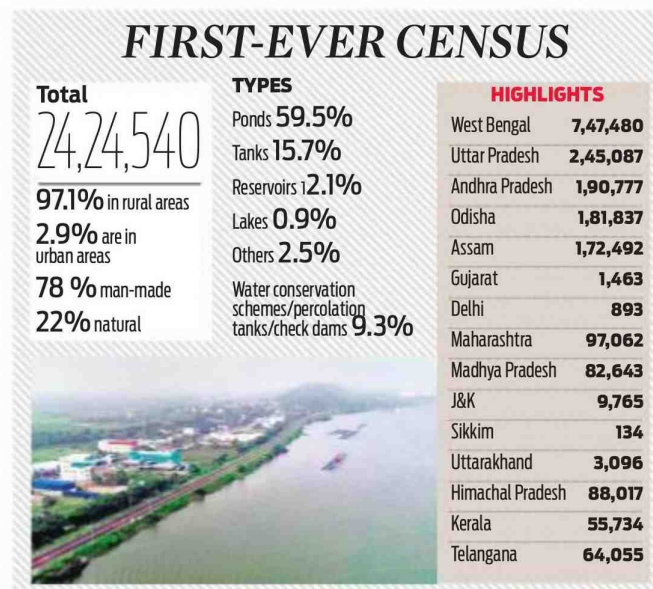 FIRST-EVER CENSUS
Total
24,24,540
97.1% in rural areas
2.9% are in
urban areas
78 % man-made
22% natural
TYPES
Ponds 59.5%
Tanks 15.7%
Reservoirs 12.1%
Lakes 0.9%
Others 2.5%
Water conservation
schemes/percolation
tanks/check dams 9.3%
HIGHLIGHTS
West Bengal 7,47,480
Uttar Pradesh 2,45,087
Andhra Pradesh 1,90,777
Odisha 1,81,837
Assam 1,72,492
Gujarat 1,463
Delhi 893
Maharashtra 97,062
Madhya Pradesh 82,643
J&K 9,765
Sikkim 134
Uttarakhand 3,096
Himachal Pradesh 88,017
Kerala 55,734
Telangana 64,055